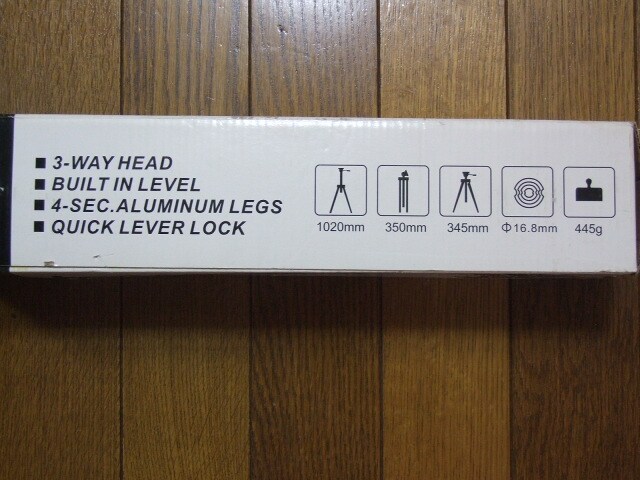 ■ 3-WAY HEAD
■ BUILT IN LEVEL
■ 4-SEC.ALUMINUM LEGS
■ QUICK LEVER LOCK
1020mm 350mm 345mm Φ16.8mm 445g